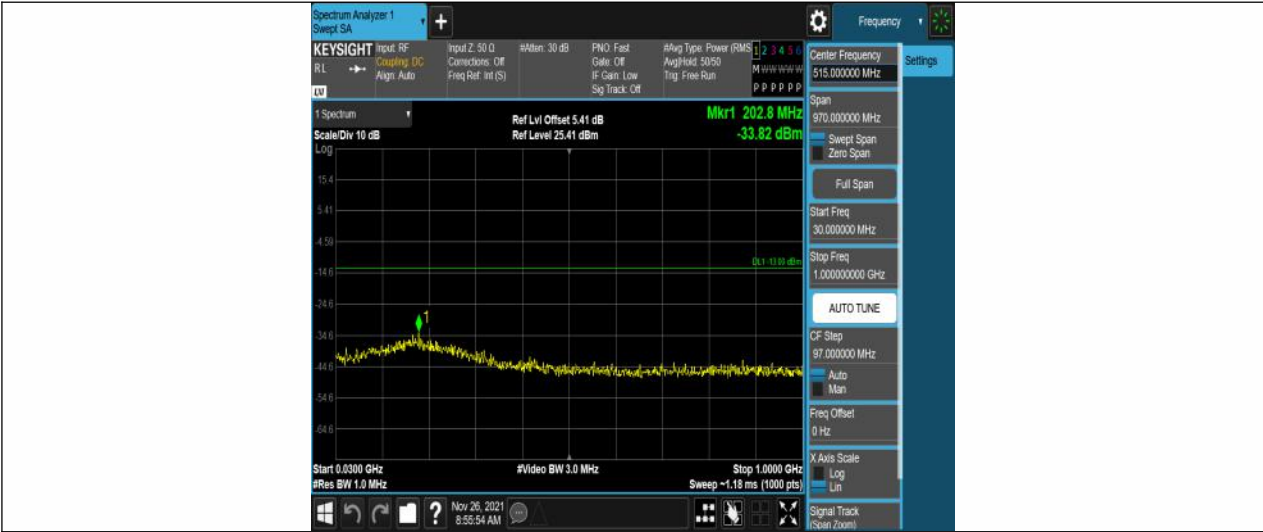 Spectrum Analyzer 1
Swept SA
+
Frequency
KEYSIGHT
RL
LV
Input: RF
Coupling: DC
Align: Auto
Input Z: 50 Ω
Corrections: Off
Freq Ref: Int (S)
#Atten: 30 dB
PNO: Fast
Gate: Off
IF Gain: Low
Sig Track: Off
#Avg Type: Power (RMS
Avg|Hold: 50/50
Trig: Free Run
1 2 3 4 5 6
M W W W W W
P P P P P P
1 Spectrum
Scale/Div 10 dB
Log
Ref Lvl Offset 5.41 dB
Ref Level 25.41 dBm
Mkr1 202.8 MHz
-33.82 dBm
15.4
5.41
-4.59
DL1 -13.00 dBm
-14.6
-24.6
1
-34.6
-44.6
-54.6
-64.6
Start 0.0300 GHz
#Res BW 1.0 MHz
#Video BW 3.0 MHz
Stop 1.0000 GHz
Sweep ~1.18 ms (1000 pts)
?
Nov 26, 2021
8:55:54 AM
Center Frequency
515.000000 MHz
Settings
Span
970.000000 MHz
Swept Span
Zero Span
Full Span
Start Freq
30.000000 MHz
Stop Freq
1.000000000 GHz
AUTO TUNE
CF Step
97.000000 MHz
Auto
Man
Freq Offset
0 Hz
X Axis Scale
Log
Lin
Signal Track
(Span Zoom)